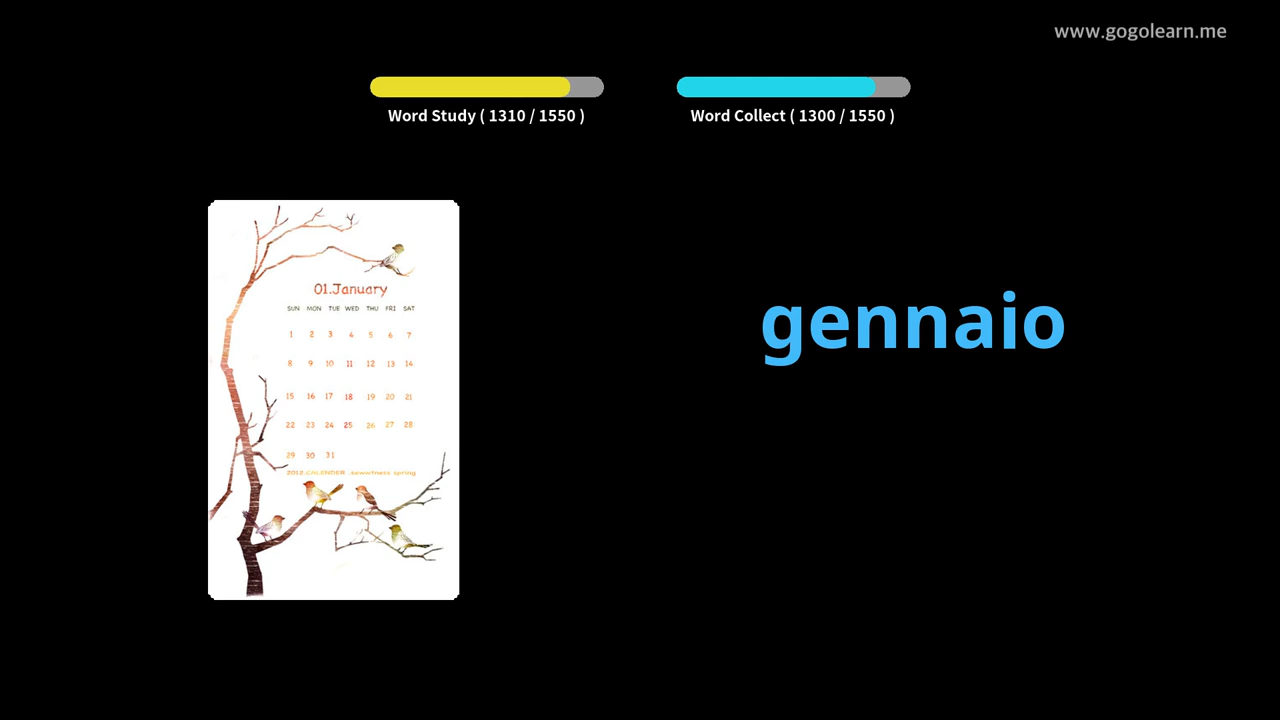 www.gogolearn.me
Word Study ( 1310 / 1550 )
Word Collect ( 1300 / 1550 )
01.January
SUN MON TUE WED THU FRI SAT
1 2 3 4 5 6 7
8 9 10 11 12 13 14
15 16 17 18 19 20 21
22 23 24 25 26 27 28
29 30 31
CALENDER
spring
gennaio